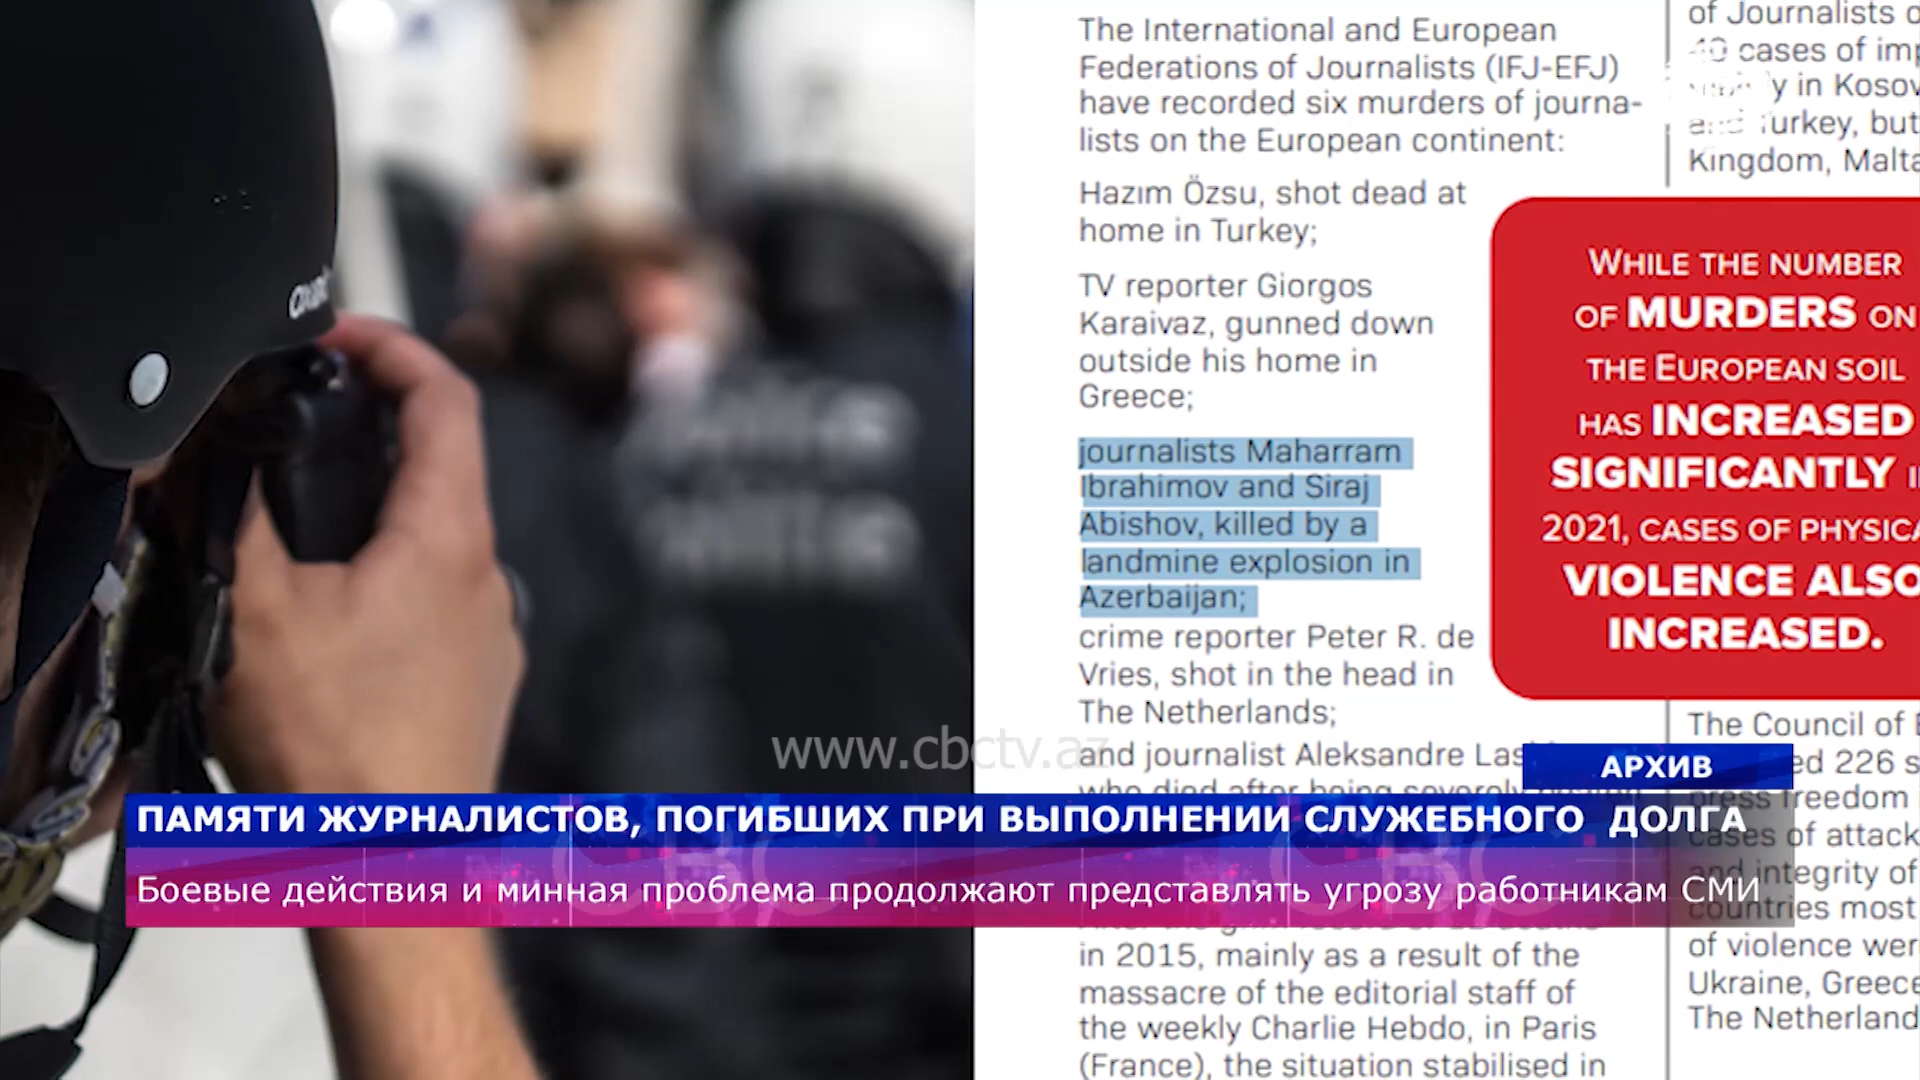 The International and European
Federations of Journalists (IFJ-EFJ)
have recorded six murders of journa-
lists on the European continent:
Hazım Özsu, shot dead at
home in Turkey;
TV reporter Giorgos
Karaivaz, gunned down
outside his home in
Greece;
journalists Maharram
Ibrahimov and Siraj
Abishov, killed by a
landmine explosion in
Azerbaijan;
crime reporter Peter R. de
Vries, shot in the head in
The Netherlands;
and journalist Aleksandre
who died after being severely
in 2015, mainly as a result of the
massacre of the editorial staff of
the weekly Charlie Hebdo, in Paris
(France), the situation stabilised in
of Journalists
cases of
in
Turkey, but
Kingdom, Malta
WHILE THE NUMBER
OF MURDERS ON
THE EUROPEAN SOIL
HAS INCREASED
SIGNIFICANTLY
2021, CASES OF
VIOLENCE ALSO
INCREASED.
The Council of
226
press freedom
cases of
and integrity of
countries most
of violence
Ukraine, Greece
The
www.cbctv.az
АРХИВ
ПАМЯТИ ЖУРНАЛИСТОВ, ПОГИБШИХ ПРИ ВЫПОЛНЕНИИ СЛУЖЕБНОГО ДОЛГА
Боевые действия и минная проблема продолжают представлять угрозу работникам СМИ